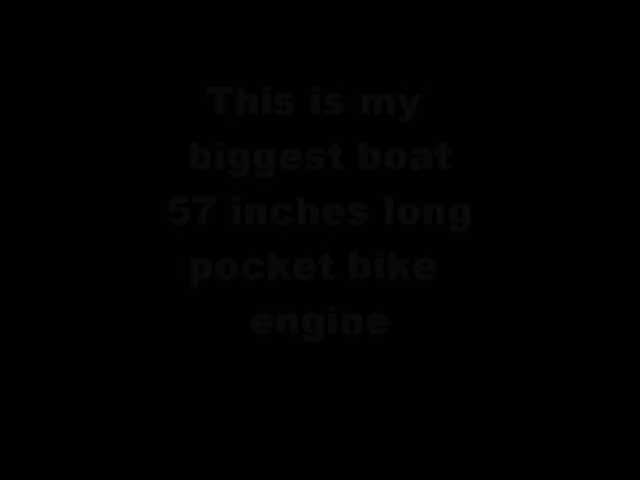 This is my
biggest boat
57 inches long
pocket bike
engine